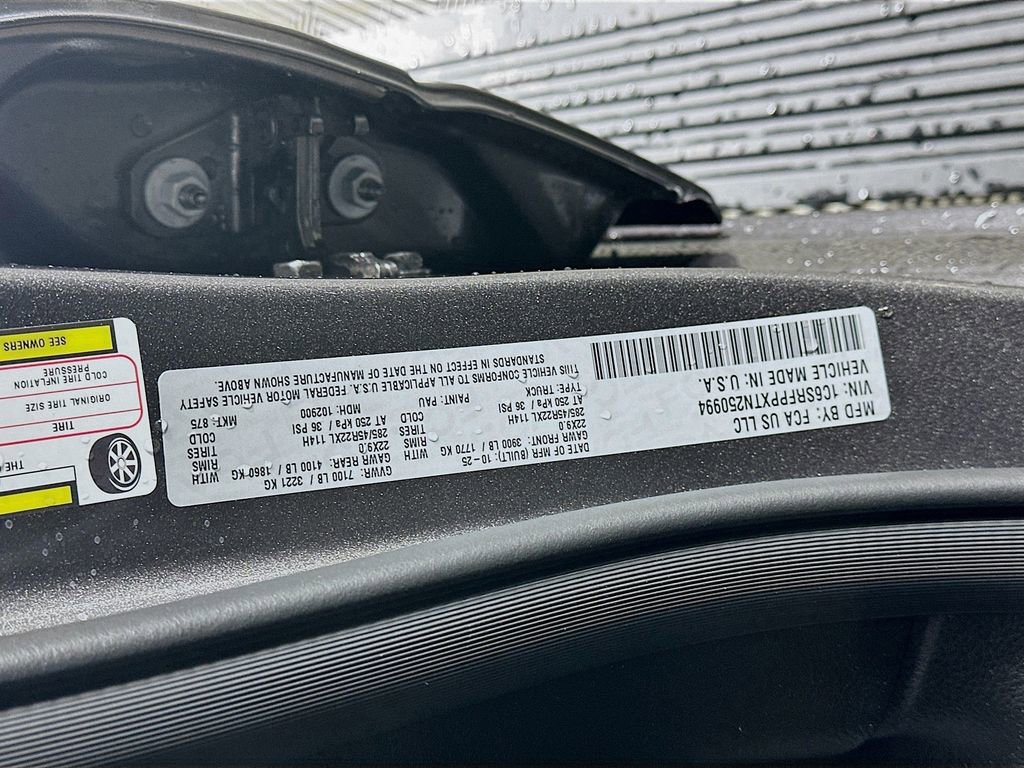 MFD BY: FCA US LLC
VIN: 1C6SRFPPXTN250994
VEHICLE MADE IN: U.S.A.
DATE OF MFR (BUILT): 10-25
GAWR FRONT: 3900 LB / 1770 KG
WITH
TIRES 285/45R22XL 114H
RIMS 22X9.0
COLD AT 250 kPa / 36 PSI
TYPE: TRUCK
PAINT: PAU
GVWR: 7100 LB / 3221 KG
GAWR REAR: 4100 LB / 1860 KG
WITH
TIRES 285/45R22XL 114H
RIMS 22X9.0
COLD AT 250 kPa / 36 PSI
MDH: 102900
MKT: 875
THIS VEHICLE CONFORMS TO ALL APPLICABLE U.S.A. FEDERAL MOTOR VEHICLE SAFETY
STANDARDS IN EFFECT ON THE DATE OF MANUFACTURE SHOWN ABOVE.
TIRE
ORIGINAL TIRE SIZE
COLD TIRE INFLATION
PRESSURE
SEE OWNERS